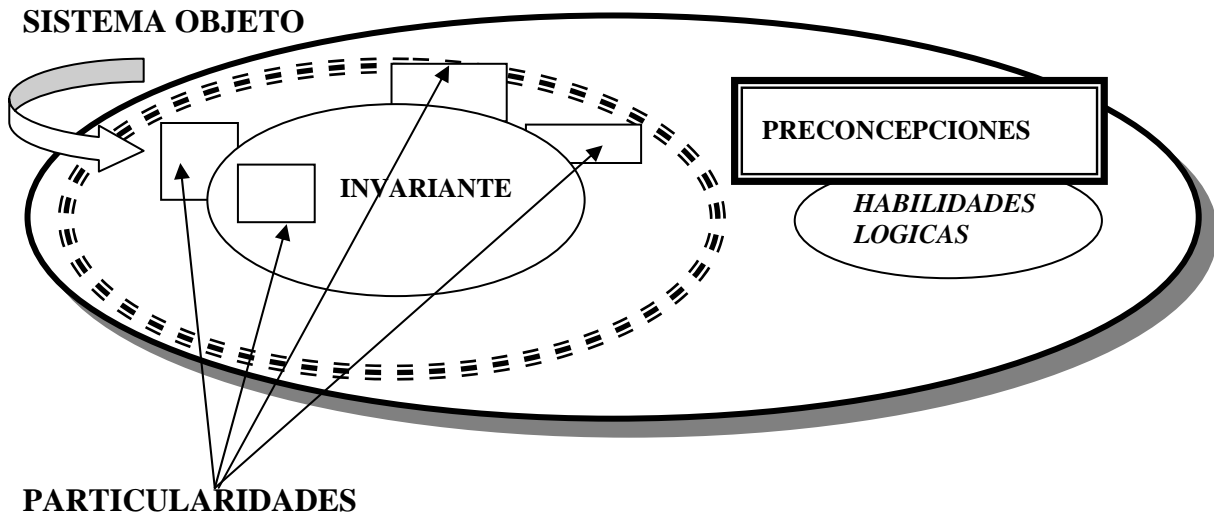 SISTEMA OBJETO
PRECONCEPCIONES
INVARIANTE
HABILIDADES
LOGICAS
PARTICULARIDADES